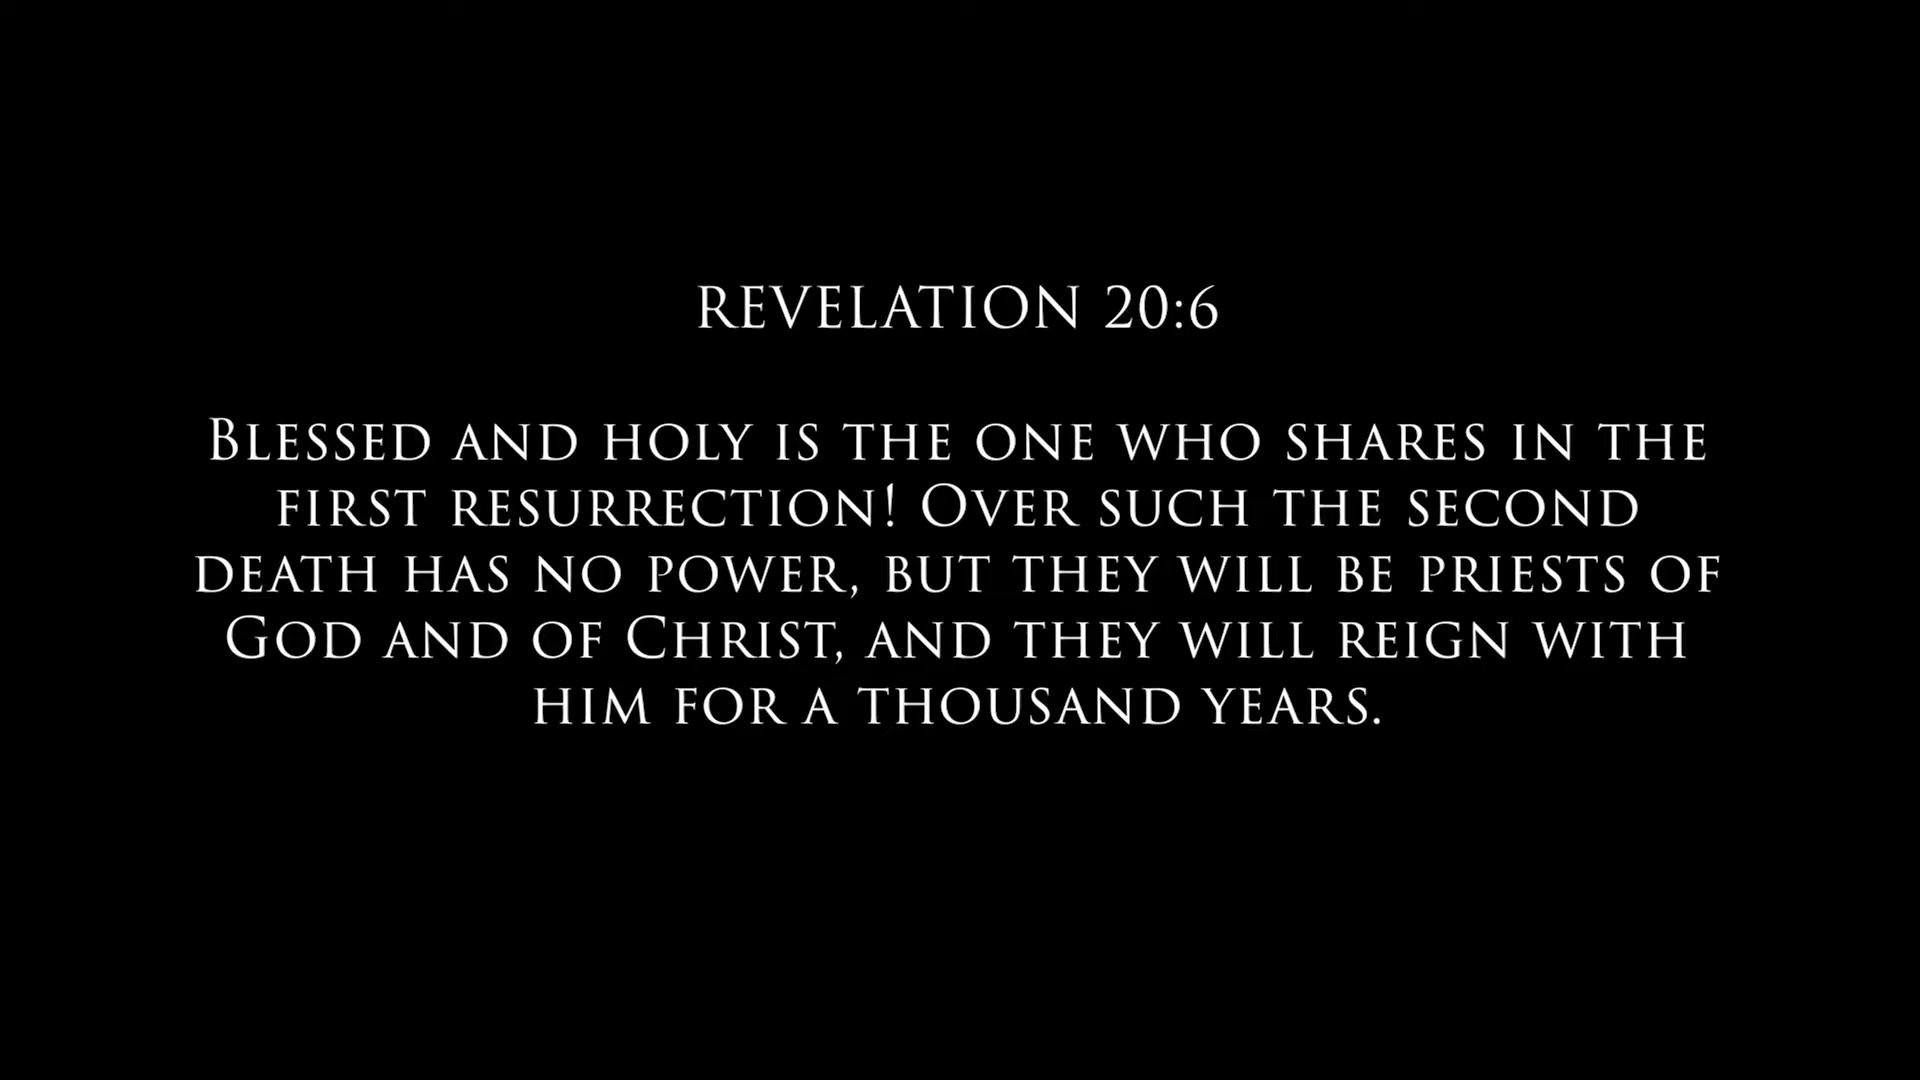 REVELATION 20:6
Blessed and holy is the one who shares in the
first resurrection! Over such the second
death has no power, but they will be priests of
God and of Christ, and they will reign with
him for a thousand years.